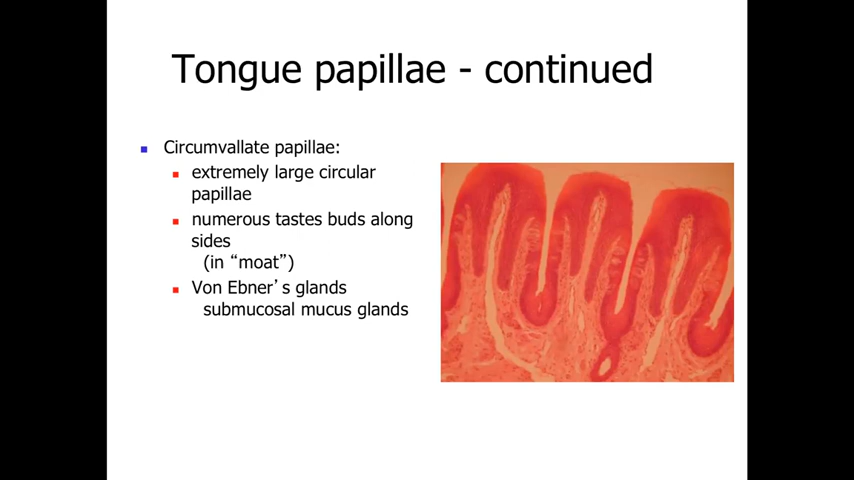 Tongue papillae - continued
Circumvallate papillae:
extremely large circular
papillae
numerous tastes buds along
sides
(in “moat”)
Von Ebner’s glands
submucosal mucus glands